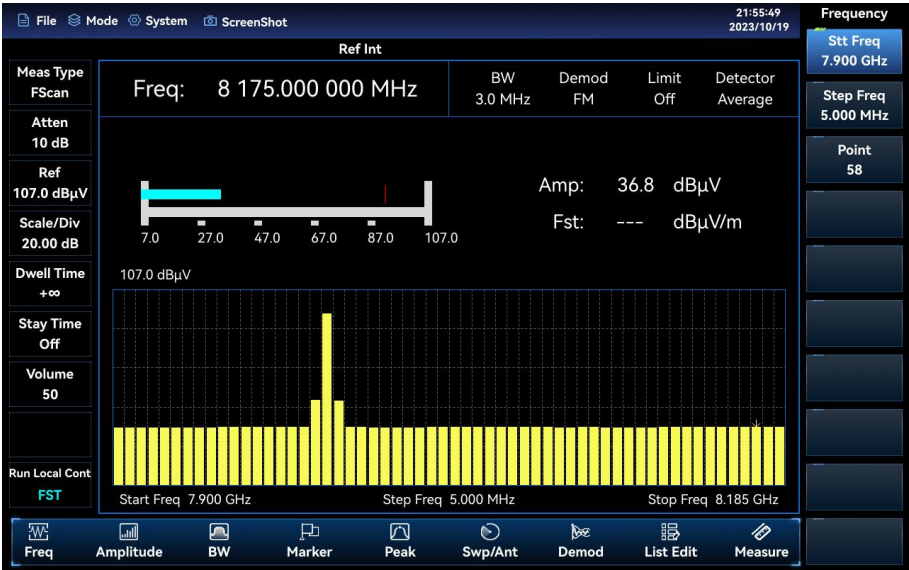 File Mode System ScreenShot
21:55:49
2023/10/19
Frequency
Ref Int
Stt Freq
7.900 GHz
Meas Type
FScan
Freq: 8 175.000 000 MHz
BW Demod Limit Detector
3.0 MHz FM Off Average
Step Freq
5.000 MHz
Atten
10 dB
Point
58
Ref
107.0 dBμV
Amp: 36.8 dBμV
Fst: --- dBμV/m
Scale/Div
20.00 dB
7.0 27.0 47.0 67.0 87.0 107.0
Dwell Time
+∞
107.0 dBμV
Stay Time
Off
Volume
50
Run Local Cont
FST
Start Freq 7.900 GHz Step Freq 5.000 MHz Stop Freq 8.185 GHz
Freq Amplitude BW Marker Peak Swp/Ant Demod List Edit Measure